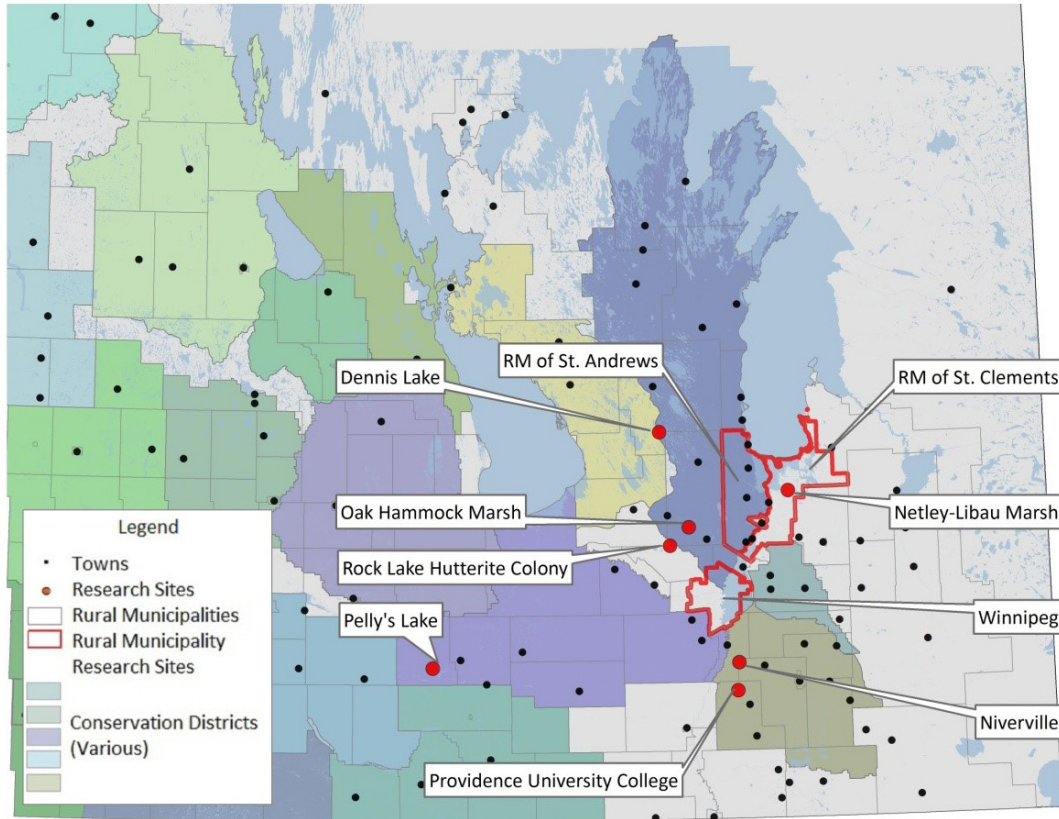 RM of St. Andrews
Dennis Lake
RM of St. Clements
Oak Hammock Marsh
Netley-Libau Marsh
Rock Lake Hutterite Colony
Pelly's Lake
Winnipeg
Niverville
Providence University College
Legend
Towns
Research Sites
Rural Municipalities
Rural Municipality
Research Sites
Conservation Districts
(Various)